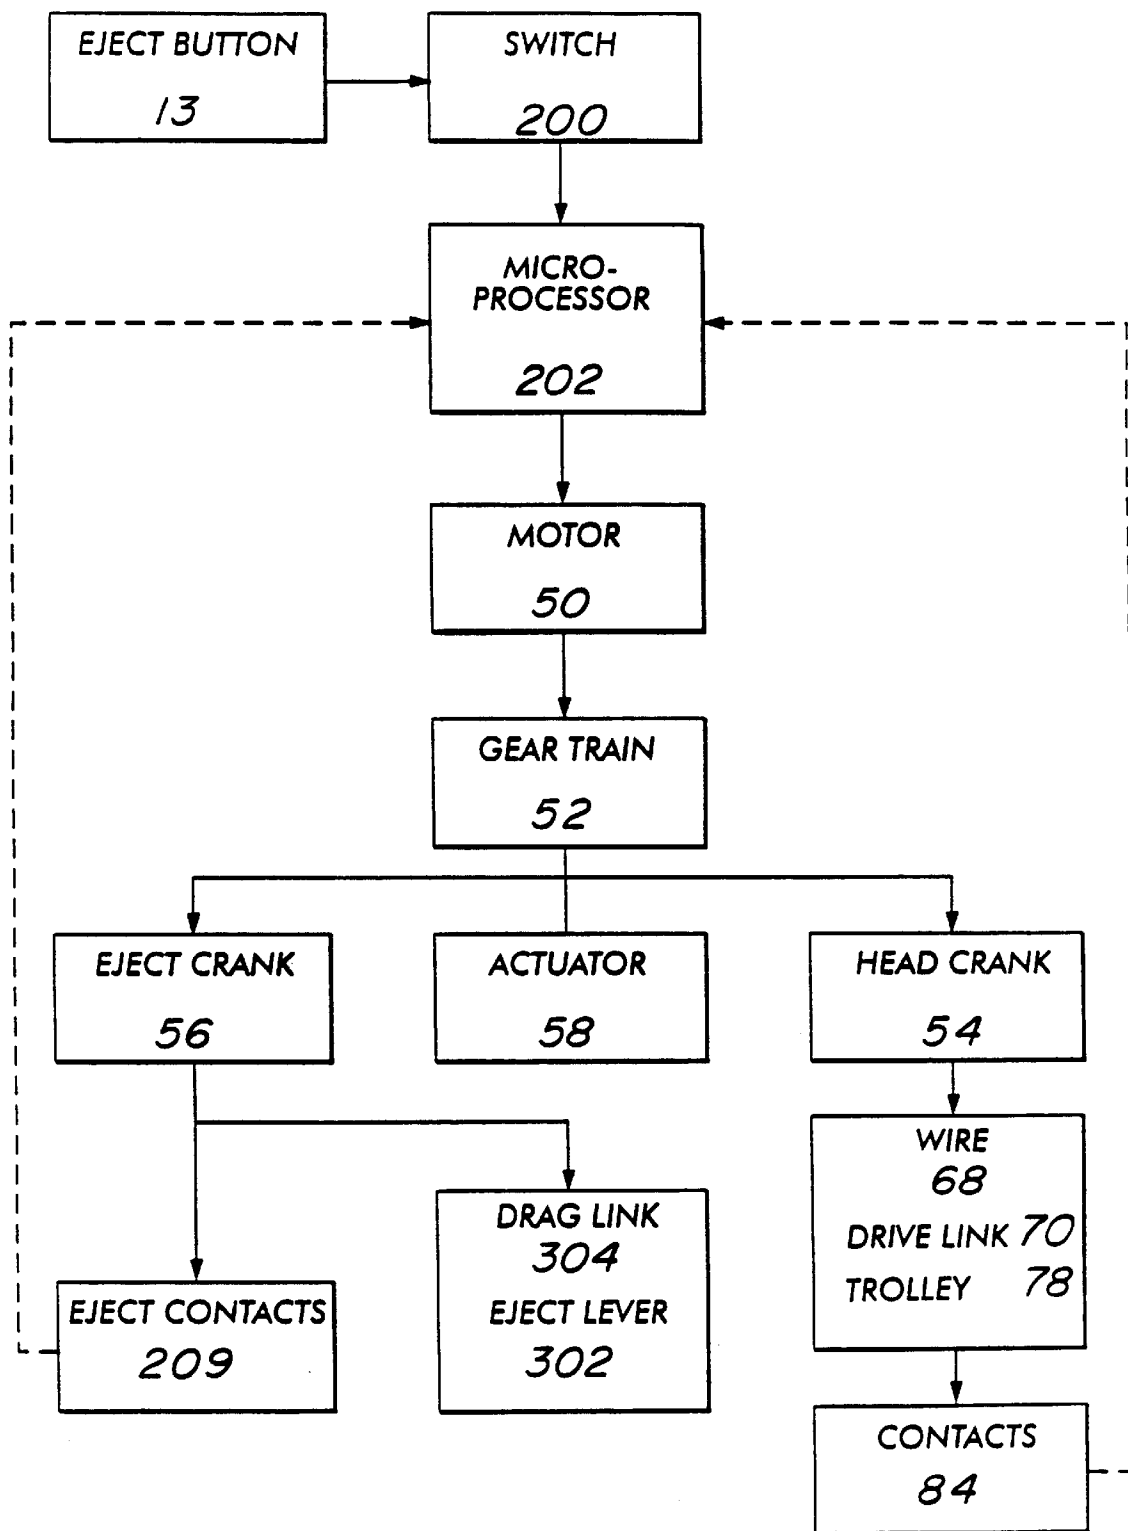 EJECT BUTTON
13
SWITCH
200
MICRO-
PROCESSOR
202
MOTOR
50
GEAR TRAIN
52
EJECT CRANK
56
ACTUATOR
58
HEAD CRANK
54
WIRE
68
DRIVE LINK 70
TROLLEY 78
DRAG LINK
304
EJECT LEVER
302
EJECT CONTACTS
209
CONTACTS
84